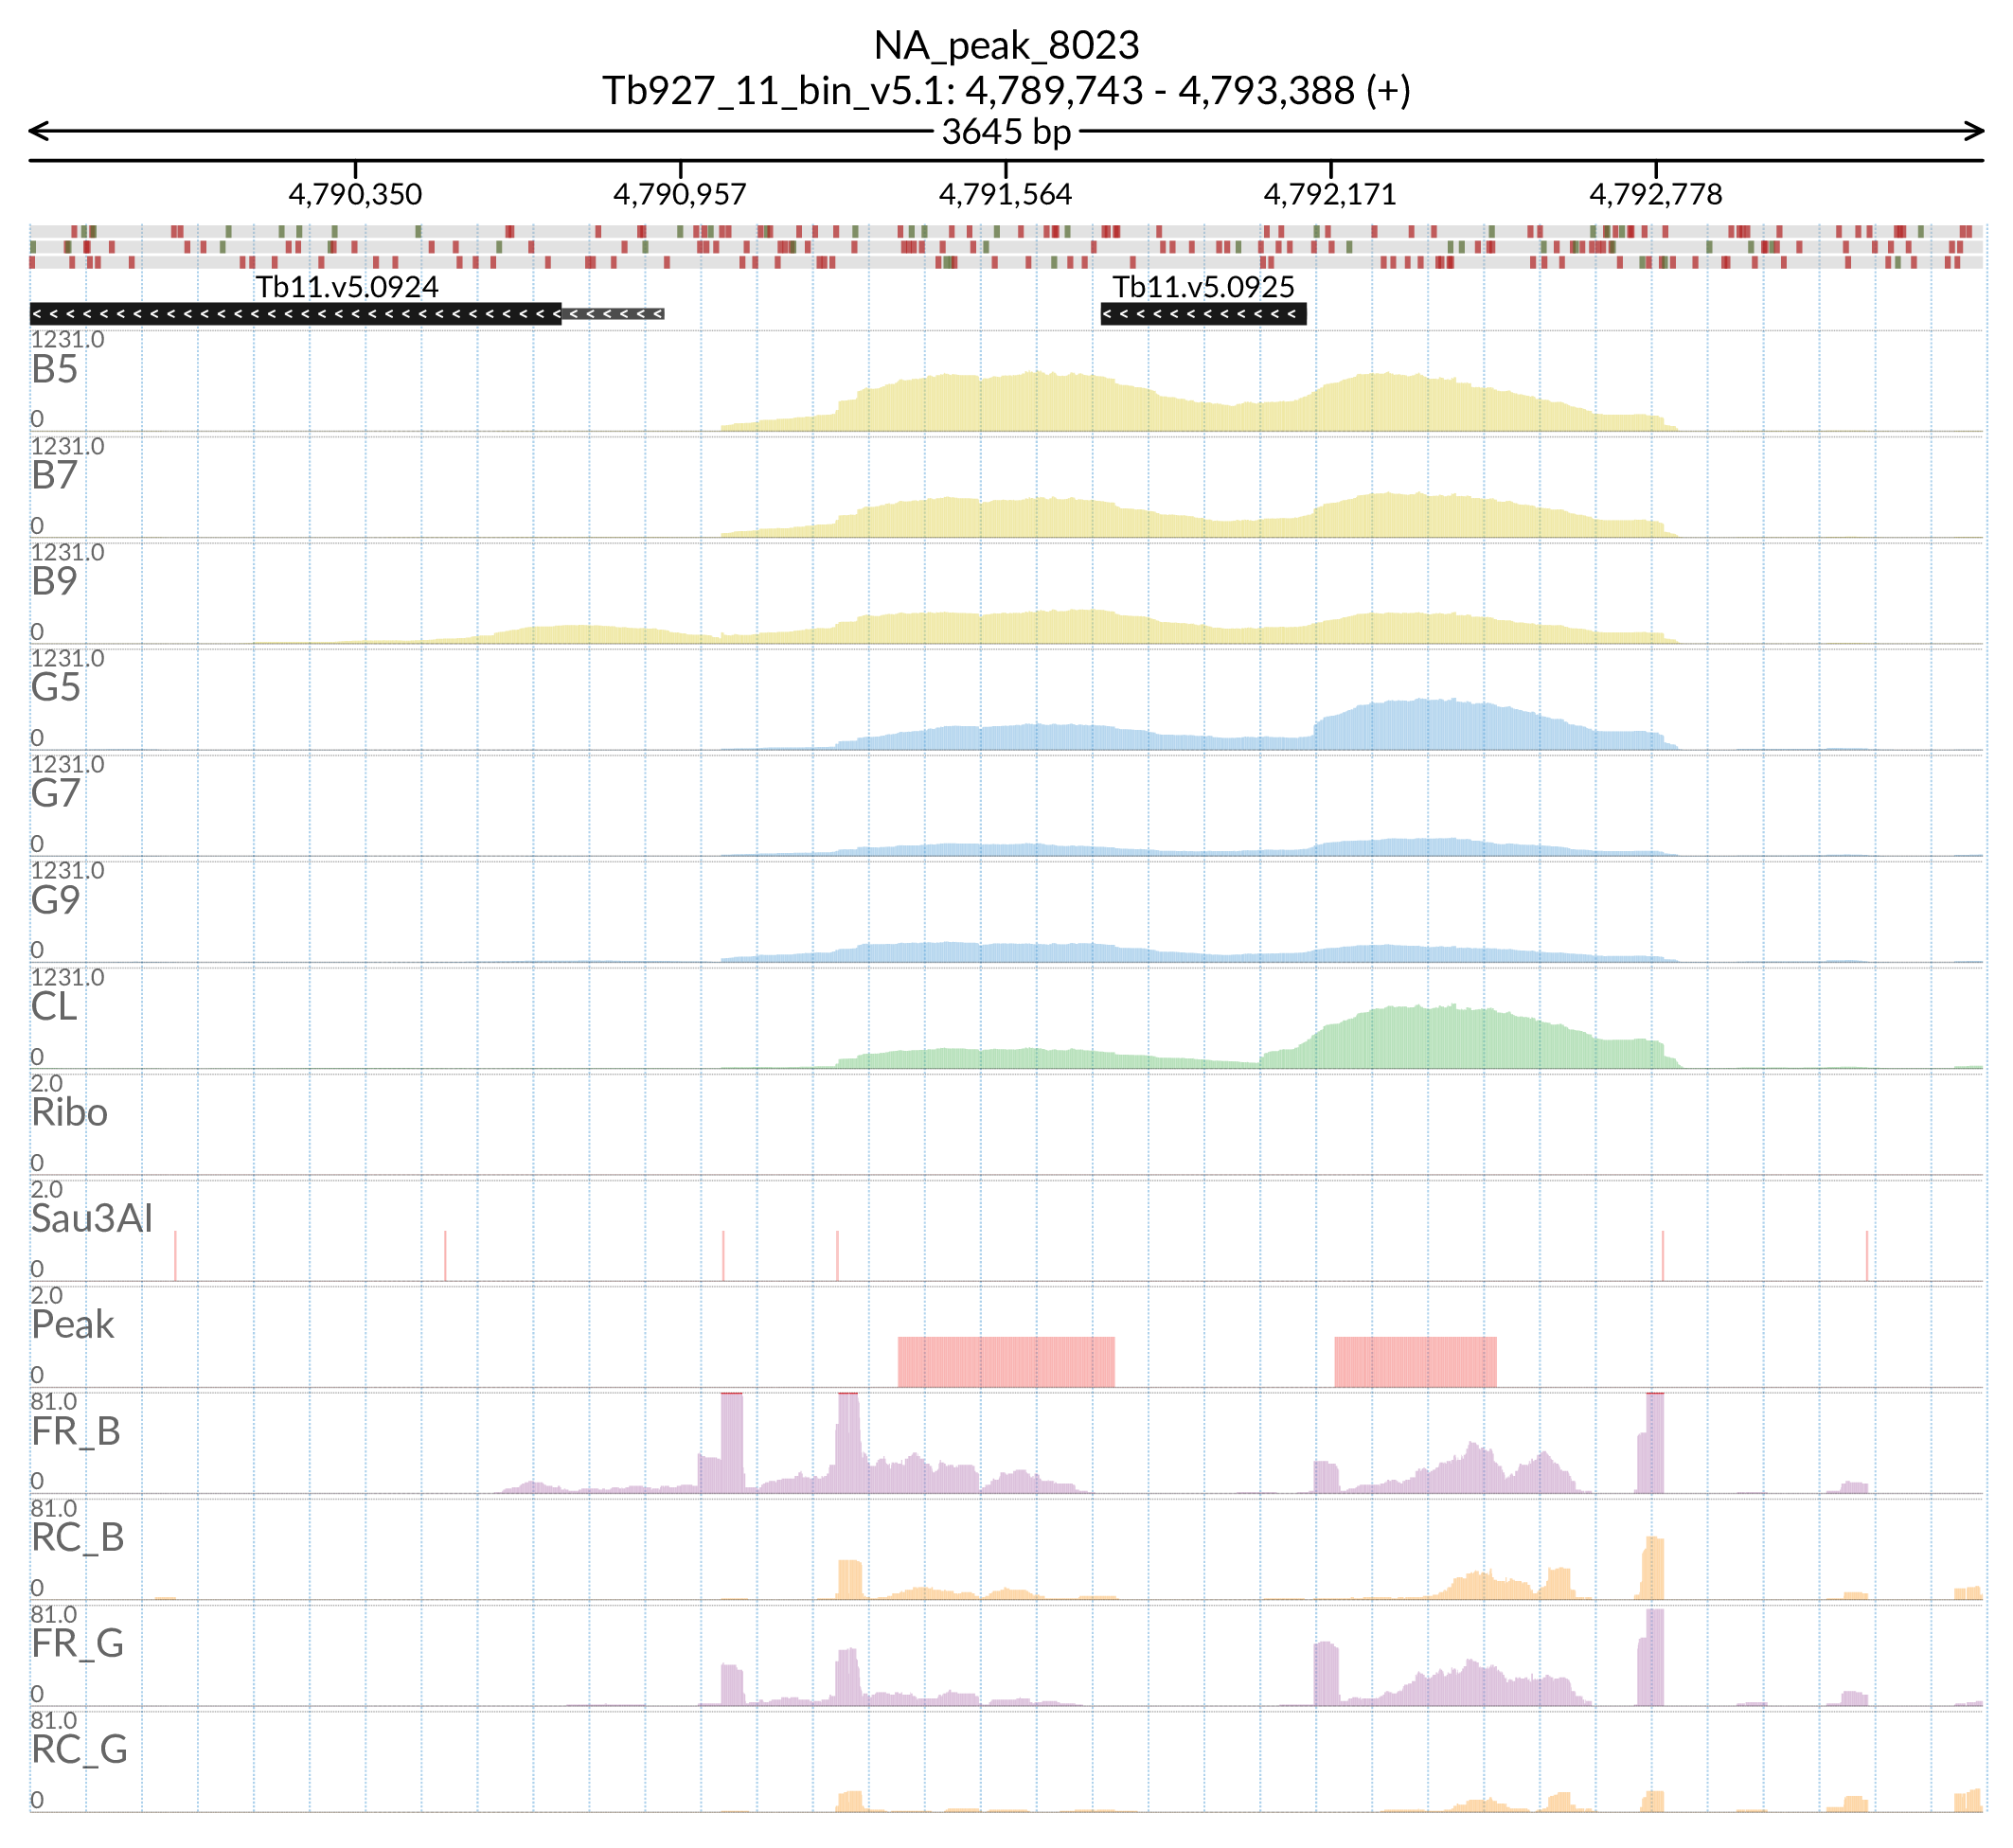 NA_peak_8023
Tb927_11_bin_v5.1: 4,789,743 - 4,793,388 (+)
3645 bp
4,790,350 4,790,957 4,791,564 4,792,171 4,792,778
Tb11.v5.0924 Tb11.v5.0925
1231.0
B5
0
1231.0
B7
0
1231.0
B9
0
1231.0
G5
0
1231.0
G7
0
1231.0
G9
0
1231.0
CL
0
2.0
Ribo
0
2.0
Sau3AI
0
2.0
Peak
0
81.0
FR_B
0
81.0
RC_B
0
81.0
FR_G
0
81.0
RC_G
0